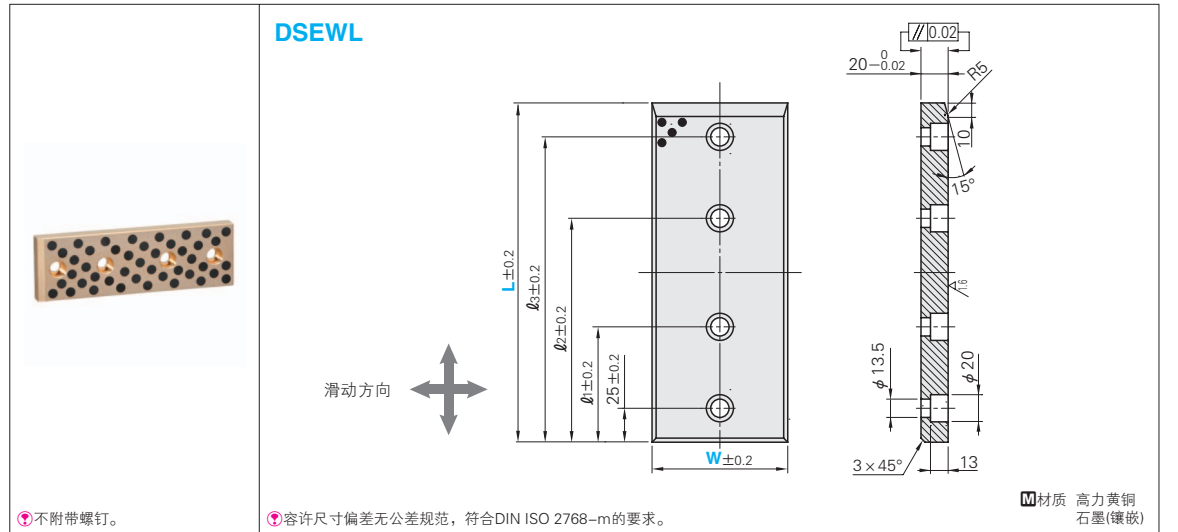 DSEWL
// 0.02
20 0 -0.02
R5
10
15°
L±0.2
ℓ3±0.2
ℓ2±0.2
ℓ1±0.2
25±0.2
1.6
滑动方向
φ13.5
φ20
W±0.2
3×45°
13
M材质 高力黄铜
石墨(镶嵌)
不附带螺钉。
容许尺寸偏差无公差规范，符合DIN ISO 2768-m的要求。